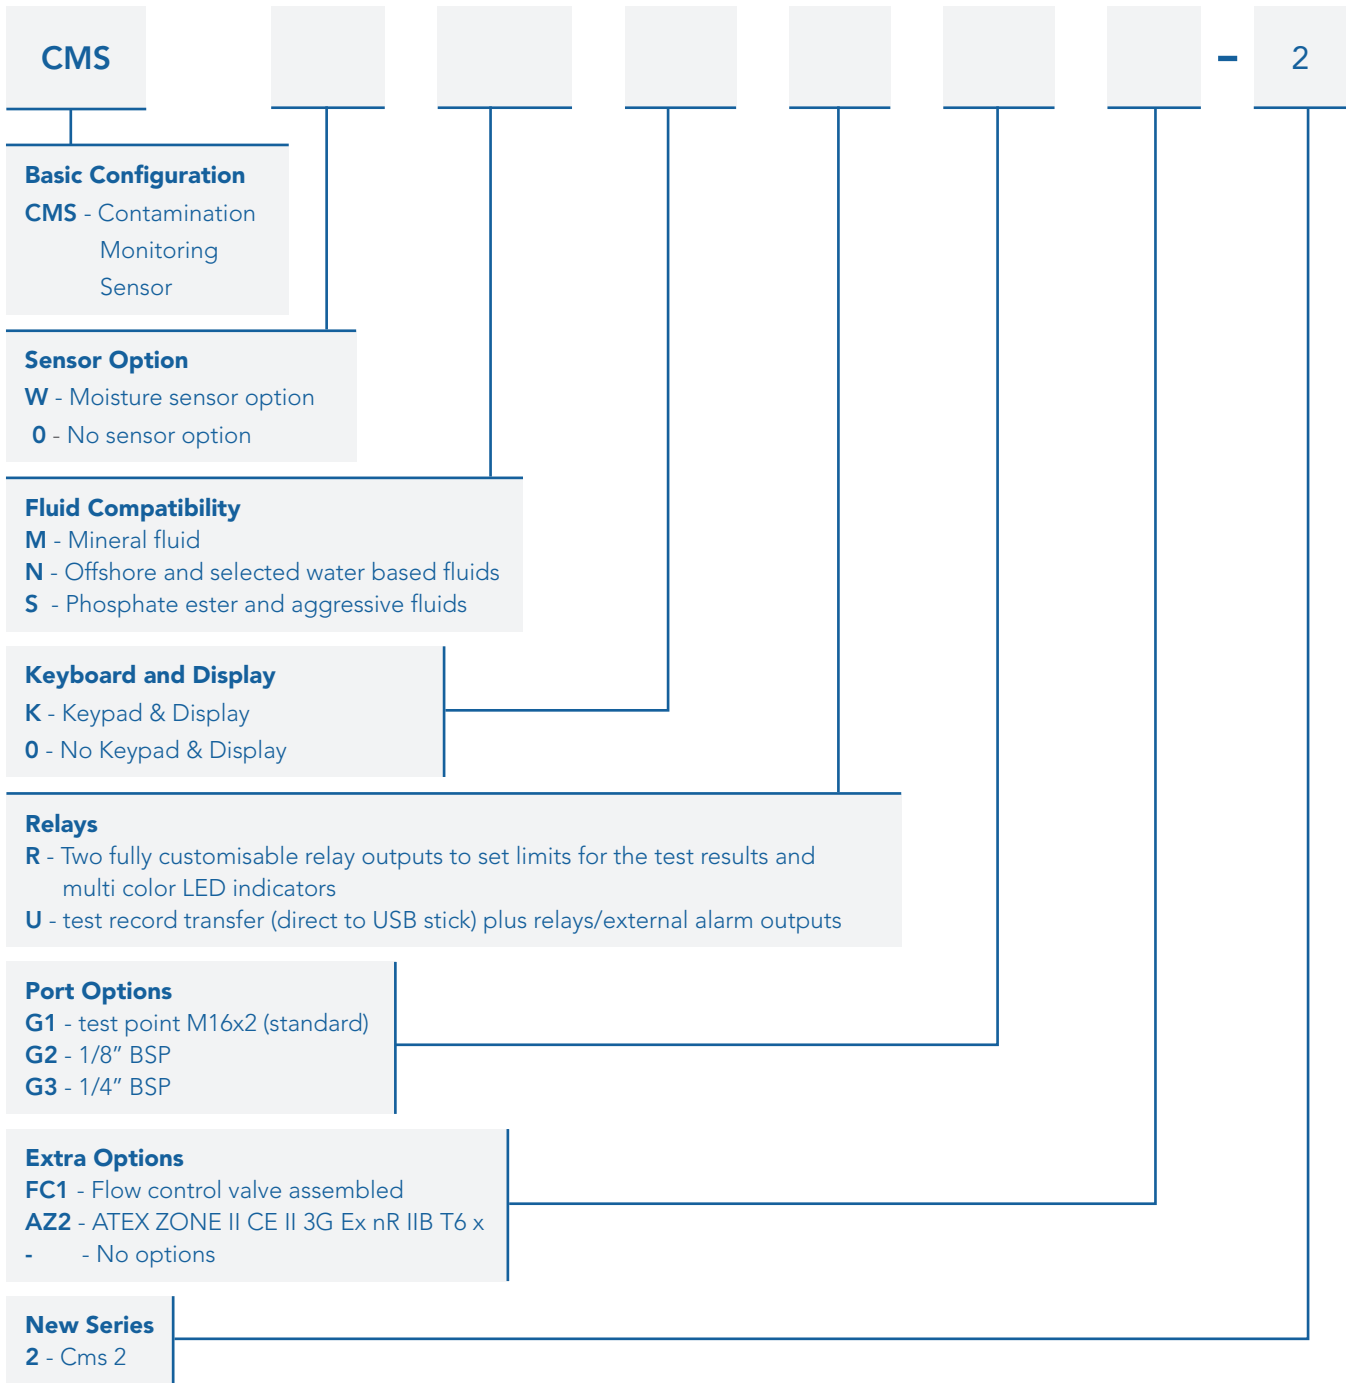 CMS - 2
Basic Configuration
CMS - Contamination
Monitoring
Sensor
Sensor Option
W - Moisture sensor option
0 - No sensor option
Fluid Compatibility
M - Mineral fluid
N - Offshore and selected water based fluids
S - Phosphate ester and aggressive fluids
Keyboard and Display
K - Keypad & Display
0 - No Keypad & Display
Relays
R - Two fully customisable relay outputs to set limits for the test results and
multi color LED indicators
U - test record transfer (direct to USB stick) plus relays/external alarm outputs
Port Options
G1 - test point M16x2 (standard)
G2 - 1/8” BSP
G3 - 1/4” BSP
Extra Options
FC1 - Flow control valve assembled
AZ2 - ATEX ZONE II CE II 3G Ex nR IIB T6 x
- - No options
New Series
2 - Cms 2